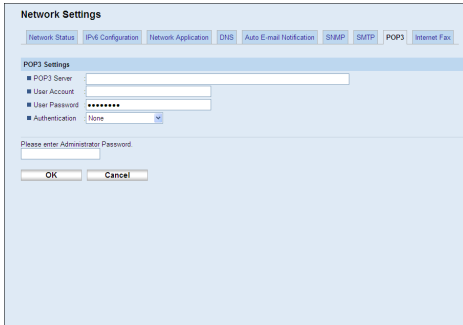 Network Settings
Network Status IPv6 Configuration Network Application DNS Auto E-mail Notification SNMP SMTP POP3 Internet Fax
POP3 Settings
POP3 Server :
User Account :
User Password : ••••••••
Authentication : None
Please enter Administrator Password.
OK Cancel